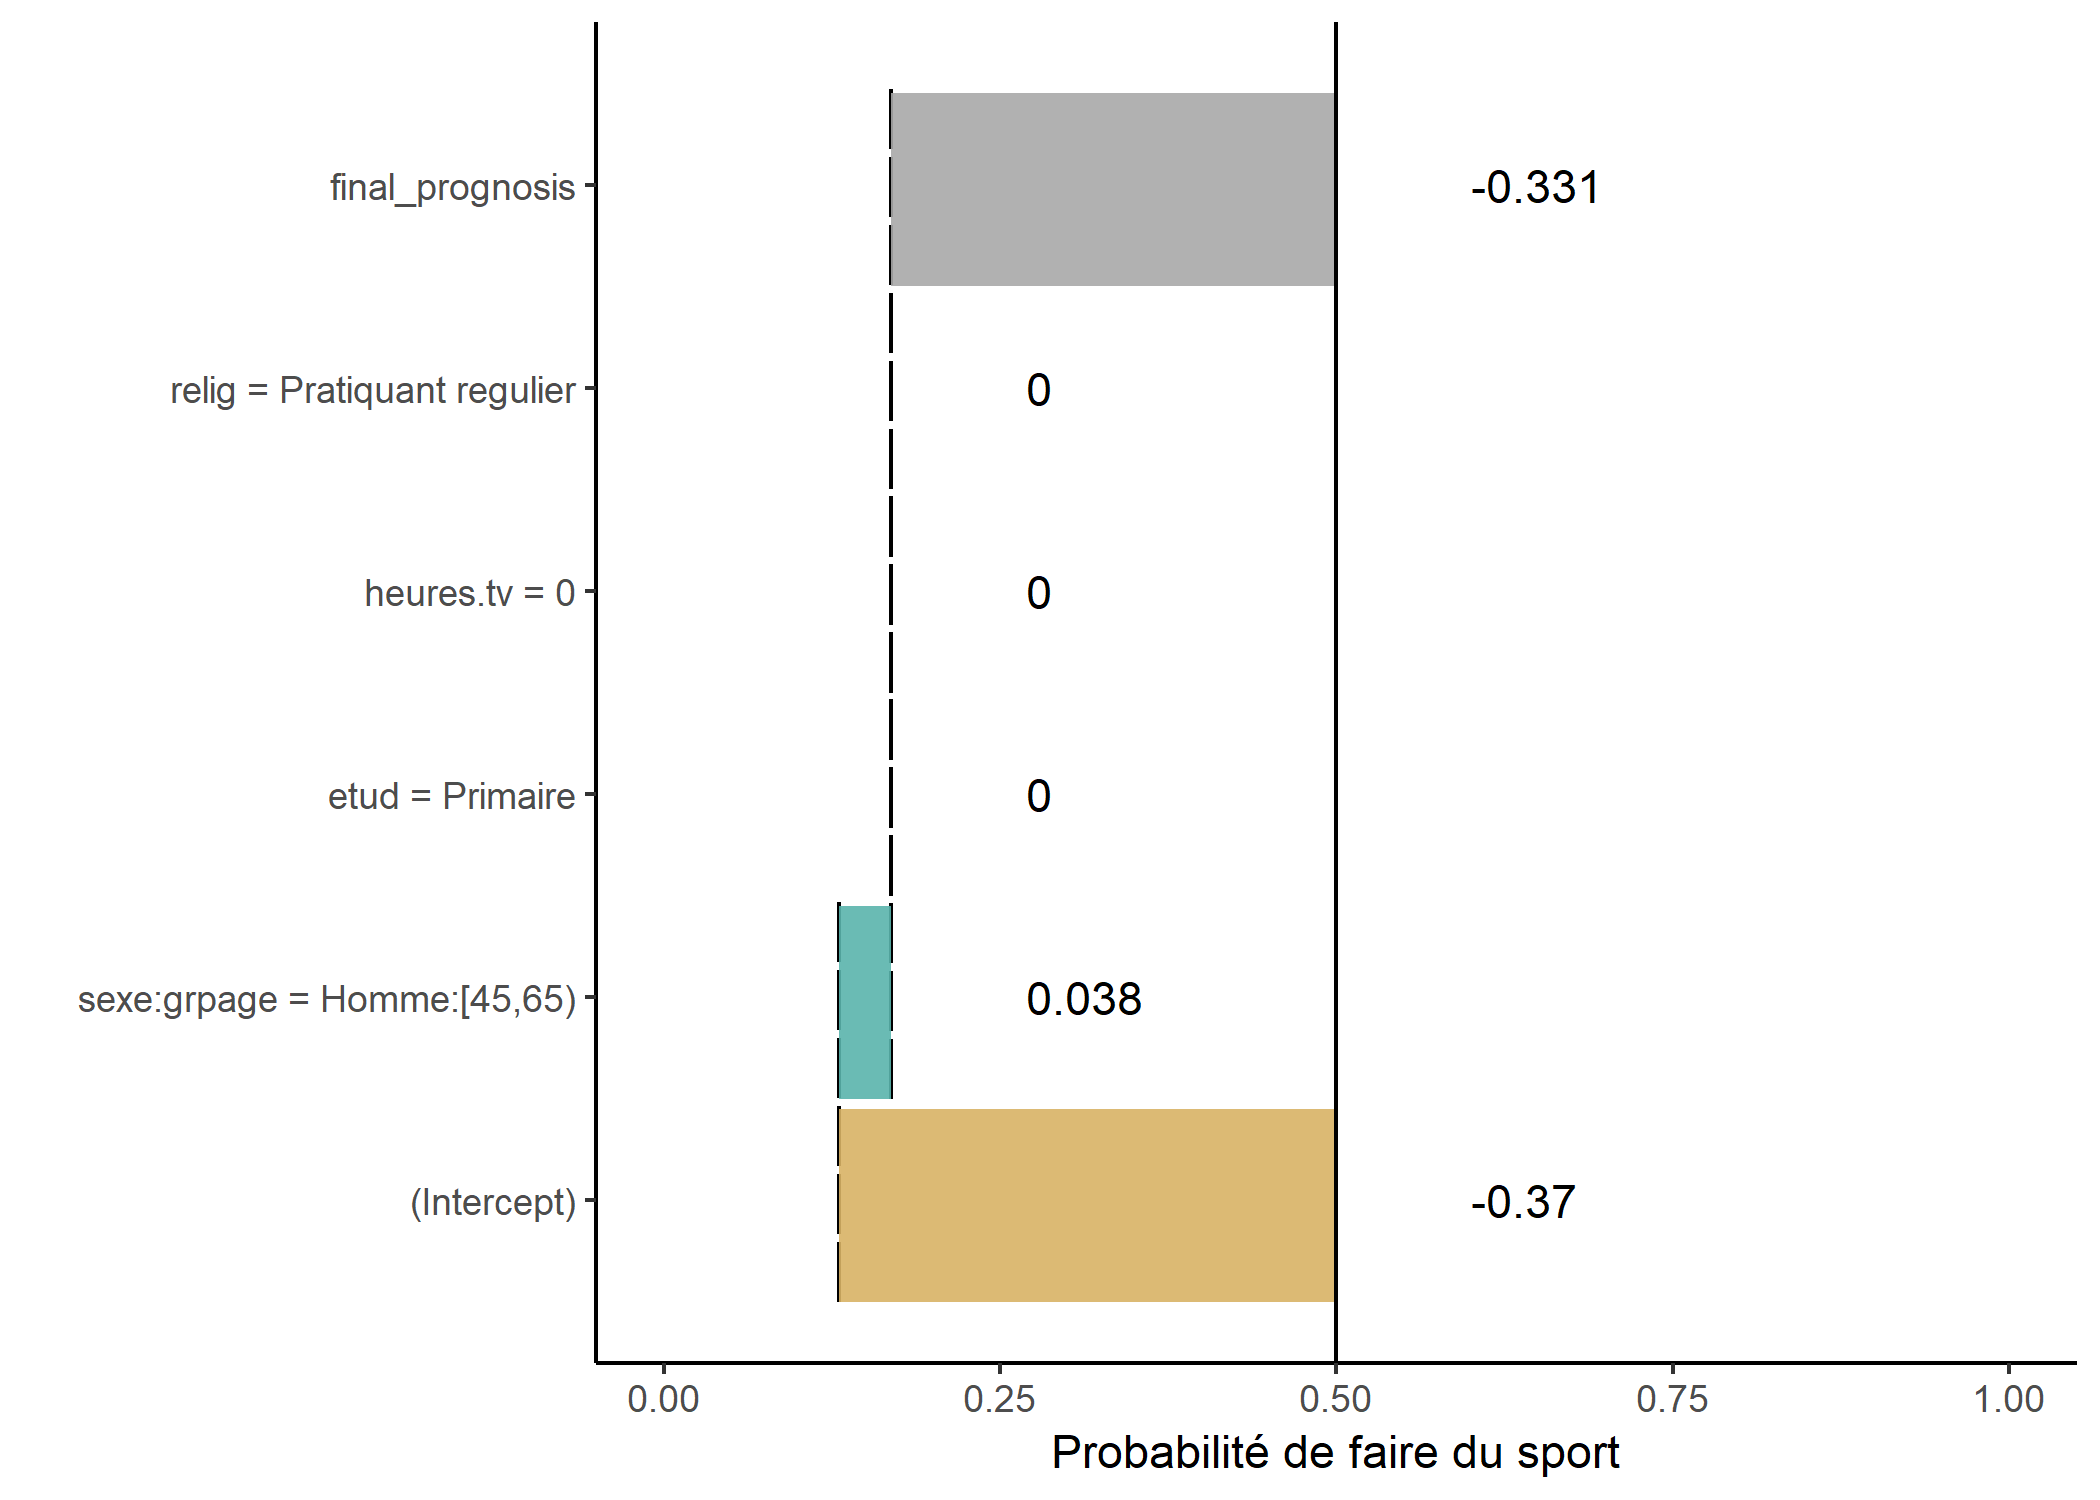 final_prognosis -0.331
relig = Pratiquant regulier 0
heures.tv = 0 0
etud = Primaire 0
sexe:grpage = Homme:[45,65) 0.038
(Intercept) -0.37
0.00 0.25 0.50 0.75 1.00
Probabilité de faire du sport